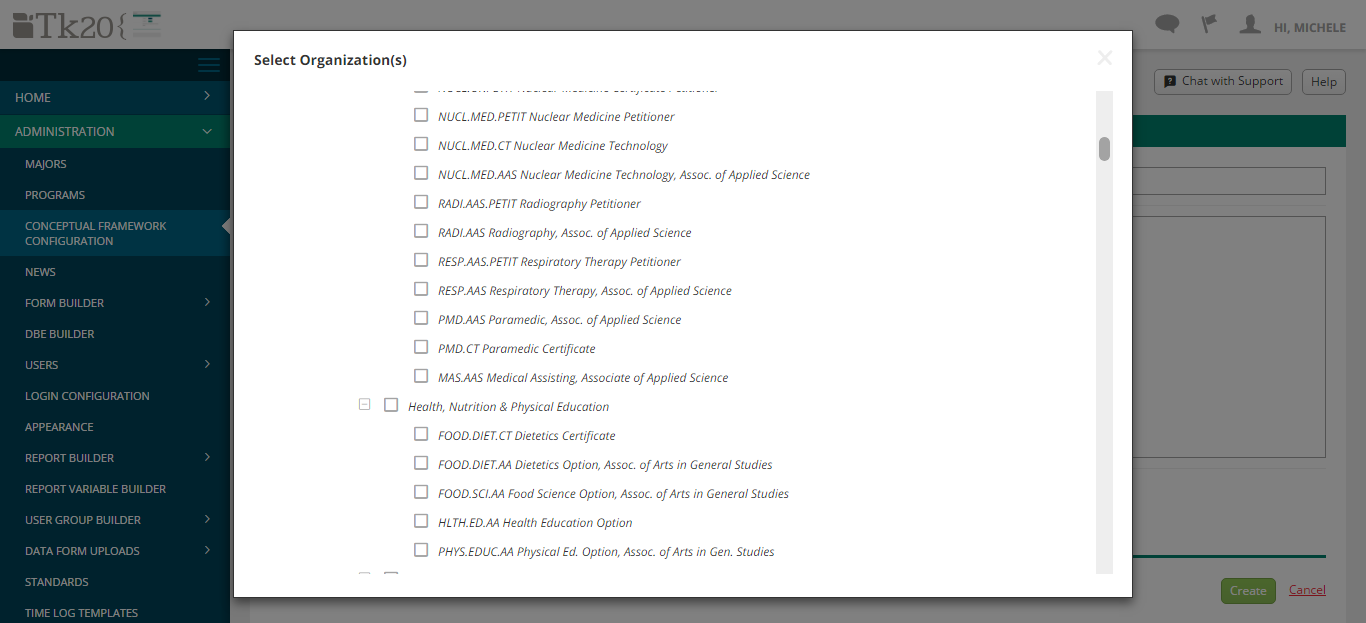 Tk20{
HI, MICHELE
Chat with Support
Help
HOME
ADMINISTRATION
MAJORS
PROGRAMS
CONCEPTUAL FRAMEWORK
CONFIGURATION
NEWS
FORM BUILDER
DBE BUILDER
USERS
LOGIN CONFIGURATION
APPEARANCE
REPORT BUILDER
REPORT VARIABLE BUILDER
USER GROUP BUILDER
DATA FORM UPLOADS
STANDARDS
TIME LOG TEMPLATES
Select Organization(s)
Nuclear Medicine Certificate Petitioner
NUCL.MED.PETIT Nuclear Medicine Petitioner
NUCL.MED.CT Nuclear Medicine Technology
NUCL.MED.AAS Nuclear Medicine Technology, Assoc. of Applied Science
RADI.AAS.PETIT Radiography Petitioner
RADI.AAS Radiography, Assoc. of Applied Science
RESP.AAS.PETIT Respiratory Therapy Petitioner
RESP.AAS Respiratory Therapy, Assoc. of Applied Science
PMD.AAS Paramedic, Assoc. of Applied Science
PMD.CT Paramedic Certificate
MAS.AAS Medical Assisting, Associate of Applied Science
Health, Nutrition & Physical Education
FOOD.DIET.CT Dietetics Certificate
FOOD.DIET.AA Dietetics Option, Assoc. of Arts in General Studies
FOOD.SCI.AA Food Science Option, Assoc. of Arts in General Studies
HLTH.ED.AA Health Education Option
PHYS.EDUC.AA Physical Ed. Option, Assoc. of Arts in Gen. Studies
Create
Cancel